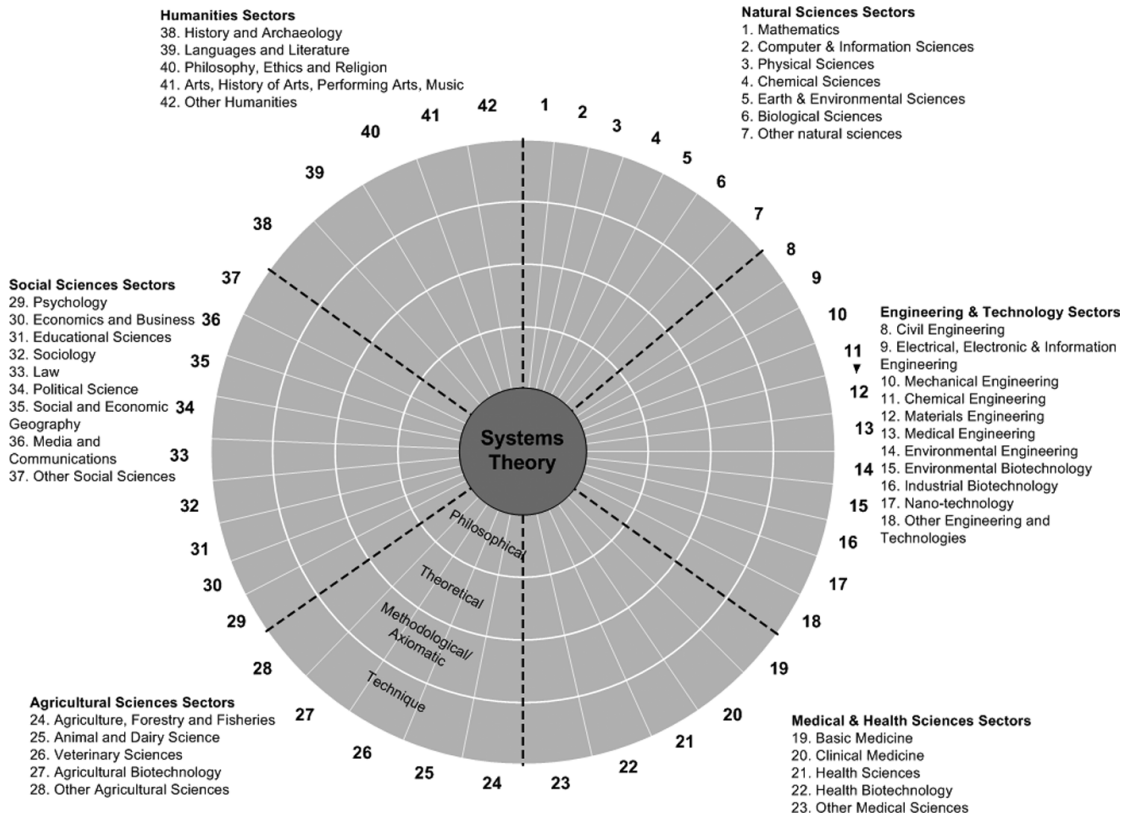 Humanities Sectors
38. History and Archaeology
39. Languages and Literature
40. Philosophy, Ethics and Religion
41. Arts, History of Arts, Performing Arts, Music
42. Other Humanities
Natural Sciences Sectors
1. Mathematics
2. Computer & Information Sciences
3. Physical Sciences
4. Chemical Sciences
5. Earth & Environmental Sciences
6. Biological Sciences
7. Other natural sciences
Social Sciences Sectors
29. Psychology
30. Economics and Business
31. Educational Sciences
32. Sociology
33. Law
34. Political Science
35. Social and Economic
Geography
36. Media and
Communications
37. Other Social Sciences
Engineering & Technology Sectors
8. Civil Engineering
9. Electrical, Electronic & Information
Engineering
10. Mechanical Engineering
11. Chemical Engineering
12. Materials Engineering
13. Medical Engineering
14. Environmental Engineering
15. Environmental Biotechnology
16. Industrial Biotechnology
17. Nano-technology
18. Other Engineering and
Technologies
Agricultural Sciences Sectors
24. Agriculture, Forestry and Fisheries
25. Animal and Dairy Science
26. Veterinary Sciences
27. Agricultural Biotechnology
28. Other Agricultural Sciences
Medical & Health Sciences Sectors
19. Basic Medicine
20. Clinical Medicine
21. Health Sciences
22. Health Biotechnology
23. Other Medical Sciences
1
2
3
4
5
6
7
8
9
10
11
12
13
14
15
16
17
18
19
20
21
22
23
24
25
26
27
28
29
30
31
32
33
34
35
36
37
38
39
40
41
42
Systems
Theory
Philosophical
Theoretical
Methodological/
Axiomatic
Technique